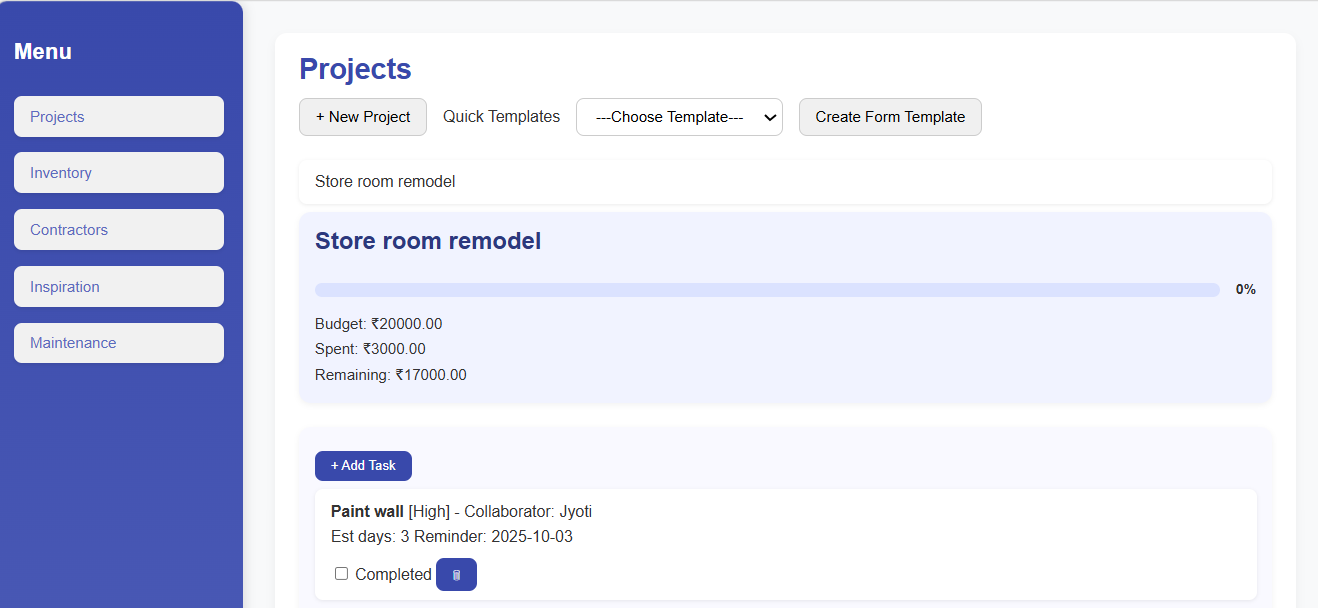 Menu
Projects
Inventory
Contractors
Inspiration
Maintenance
Projects
+ New Project Quick Templates ---Choose Template--- Create Form Template
Store room remodel
Store room remodel
0%
Budget: ₹20000.00
Spent: ₹3000.00
Remaining: ₹17000.00
+ Add Task
Paint wall [High] - Collaborator: Jyoti
Est days: 3 Reminder: 2025-10-03
Completed